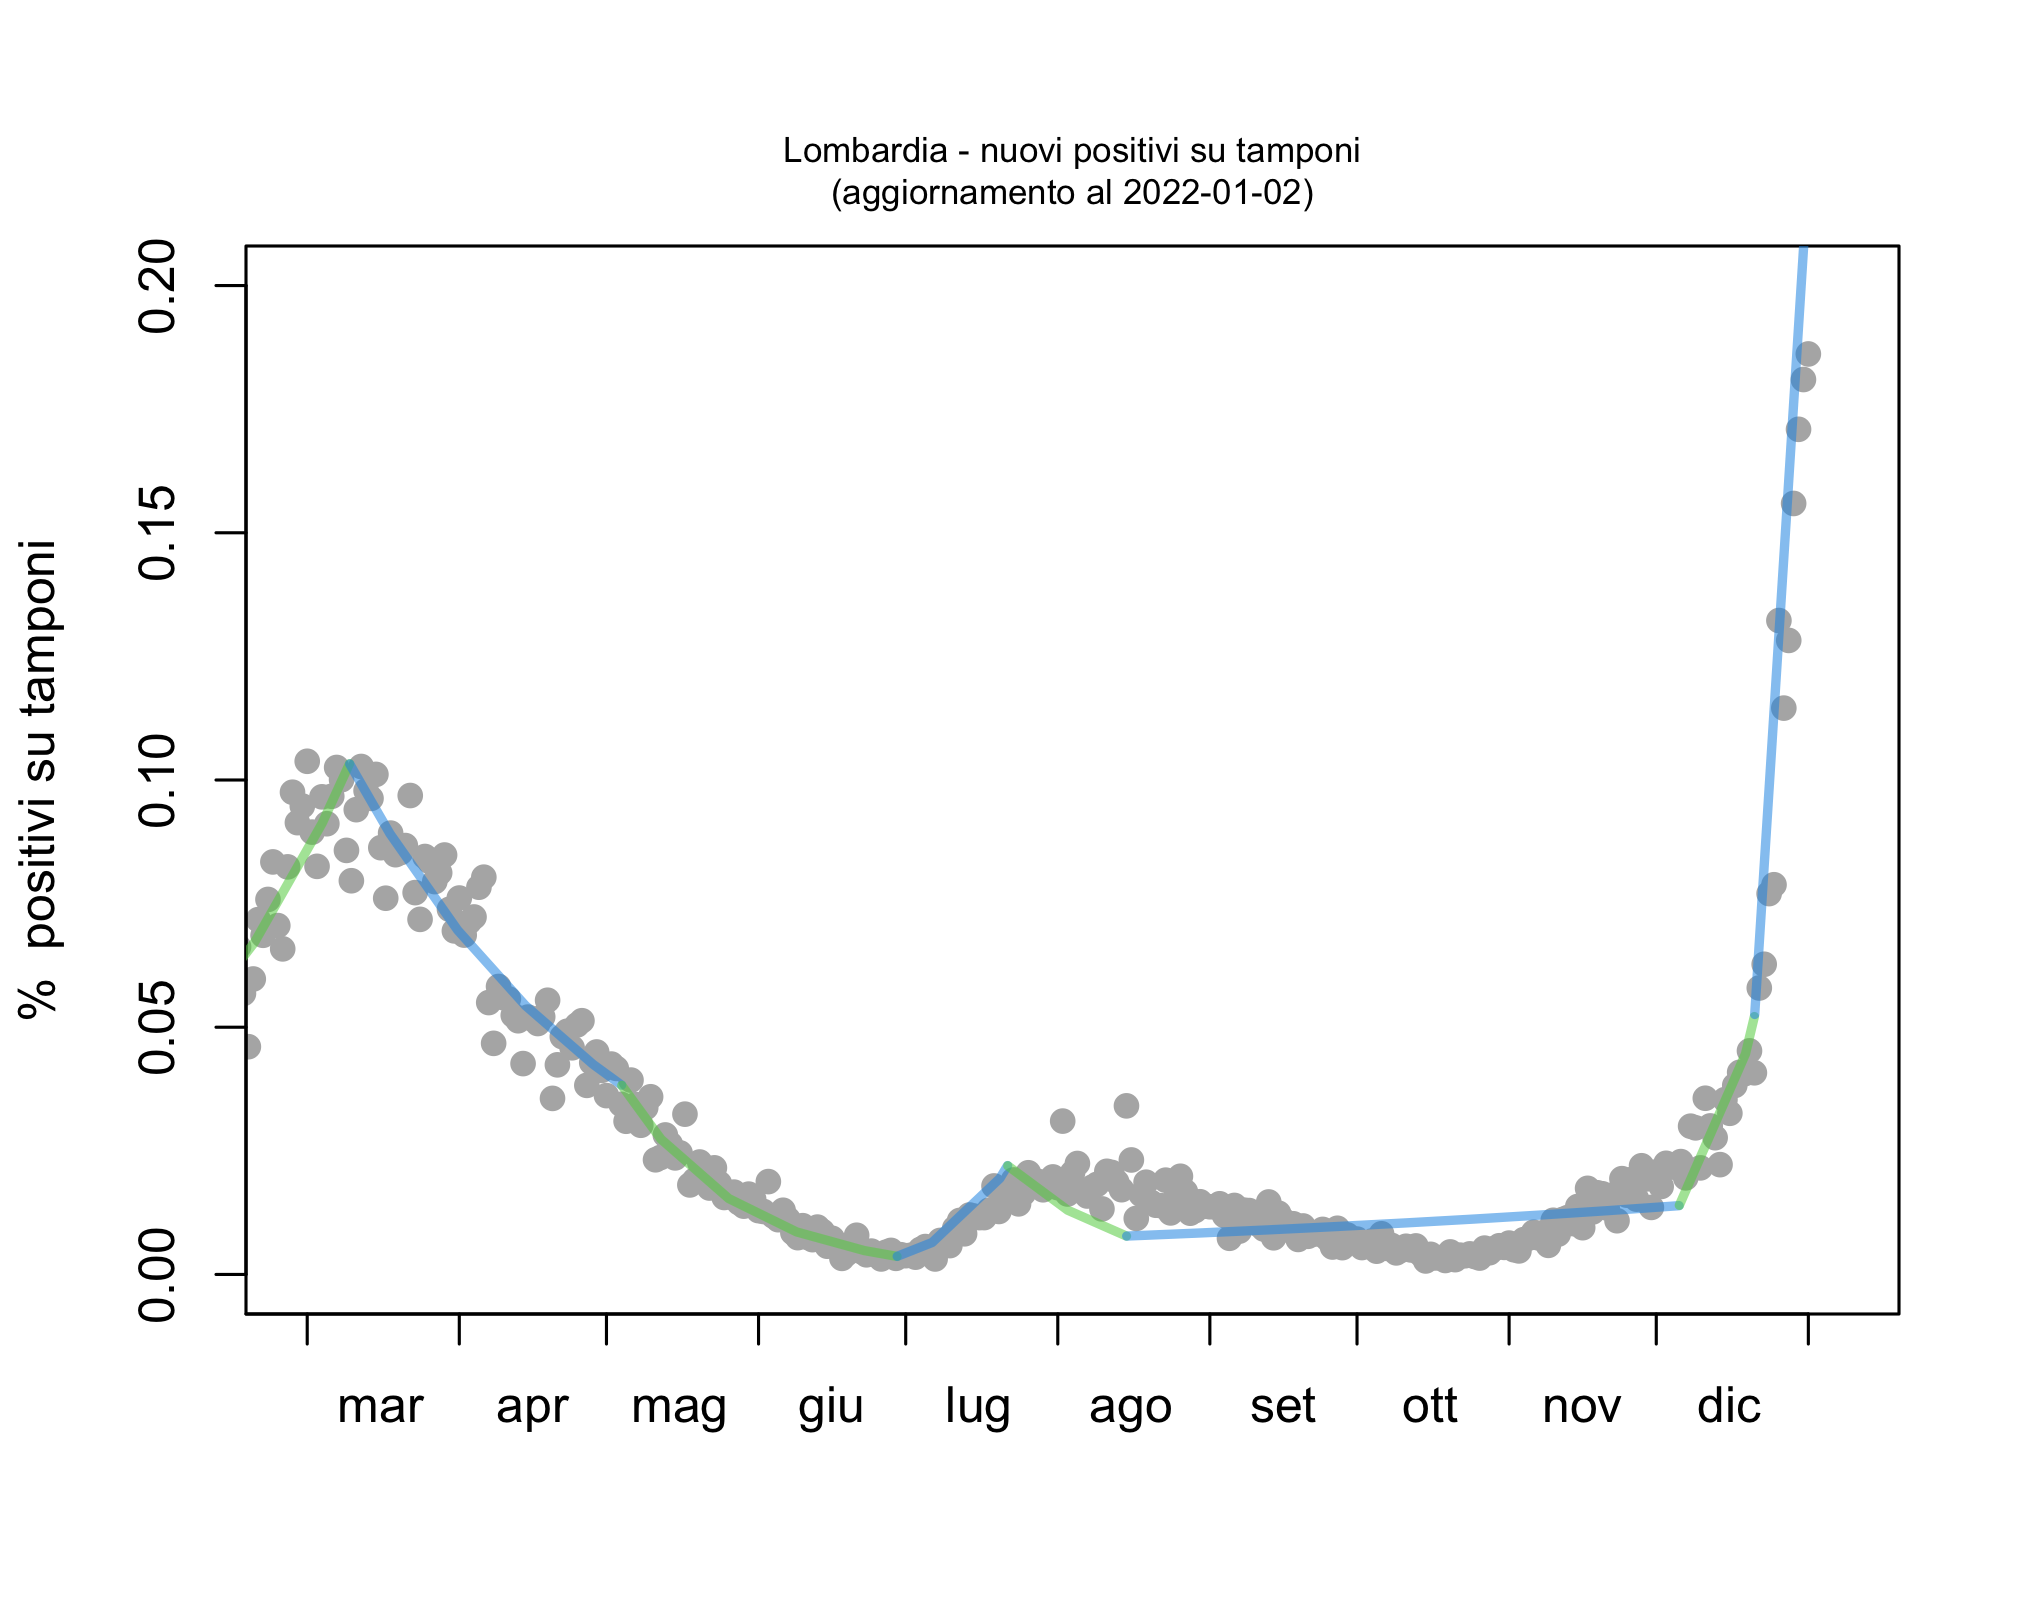 Lombardia - nuovi positivi su tamponi
(aggiornamento al 2022-01-02)
% positivi su tamponi
0.20
0.15
0.10
0.05
0.00
mar apr mag giu lug ago set ott nov dic